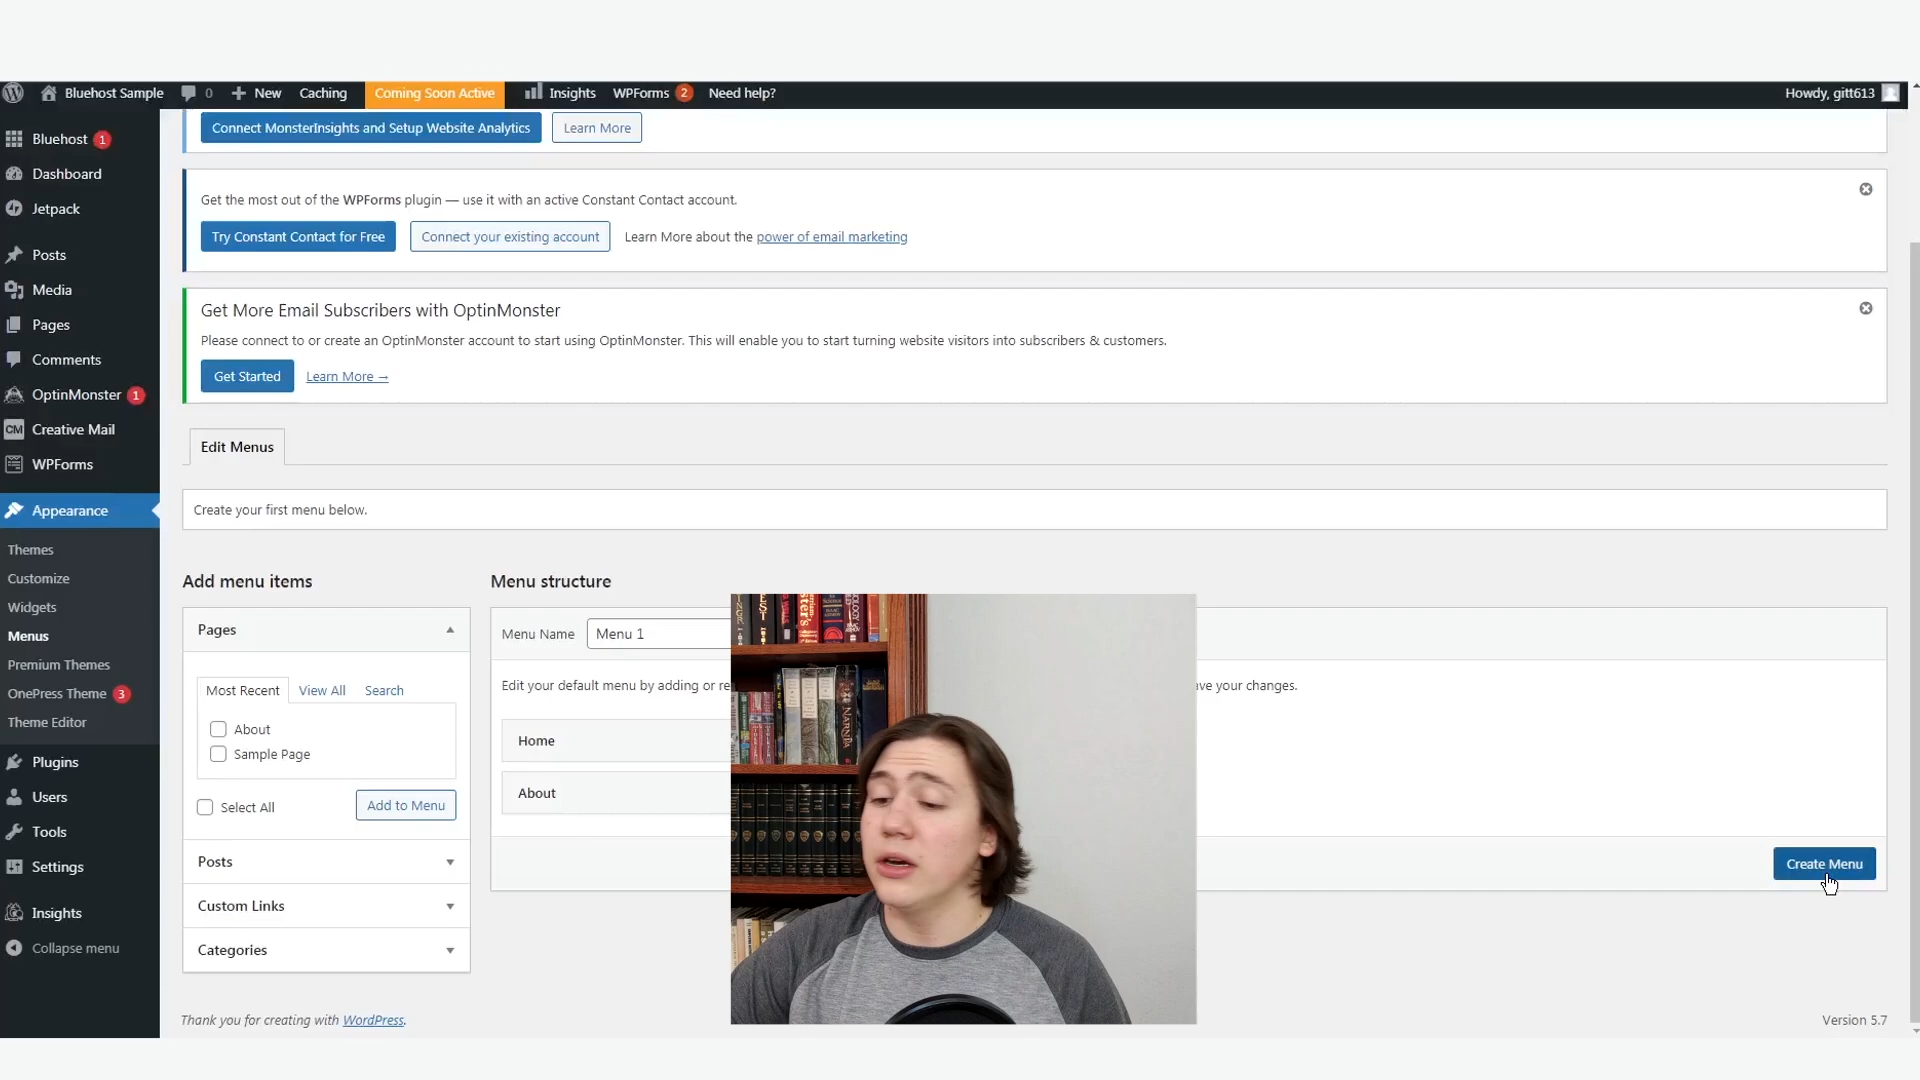 Bluehost Sample 0 New Caching Coming Soon Active Insights WPForms 2 Need help? Howdy, gitt613
Connect MonsterInsights and Setup Website Analytics Learn More
Get the most out of the WPForms plugin — use it with an active Constant Contact account.
Try Constant Contact for Free Connect your existing account Learn More about the power of email marketing
Get More Email Subscribers with OptinMonster
Please connect to or create an OptinMonster account to start using OptinMonster. This will enable you to start turning website visitors into subscribers & customers.
Get Started Learn More →
Bluehost 1
Dashboard
Jetpack
Posts
Media
Pages
Comments
OptinMonster 1
CM Creative Mail
WPForms
Appearance
Themes
Customize
Widgets
Menus
Premium Themes
OnePress Theme 3
Theme Editor
Plugins
Users
Tools
Settings
Insights
Collapse menu
Edit Menus
Create your first menu below.
Add menu items
Pages
Most Recent View All Search
About
Sample Page
Select All Add to Menu
Posts
Custom Links
Categories
Menu structure
Menu Name Menu 1
Edit your default menu by adding or re ve your changes.
Home
About
Create Menu
NARNIA
Thank you for creating with WordPress.
Version 5.7